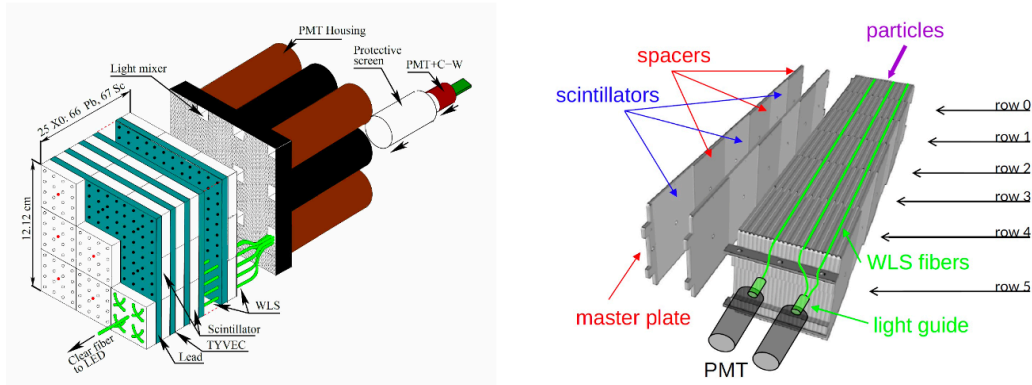 PMT Housing
Protective
screen
PMT+C-W
Light mixer
25 X0: 66 Pb, 67 Sc
12.12 cm
WLS
Scintillator
TYVEC
Lead
Clear fiber
to LED
particles
spacers
scintillators
row 0
row 1
row 2
row 3
row 4
WLS fibers
row 5
master plate
light guide
PMT